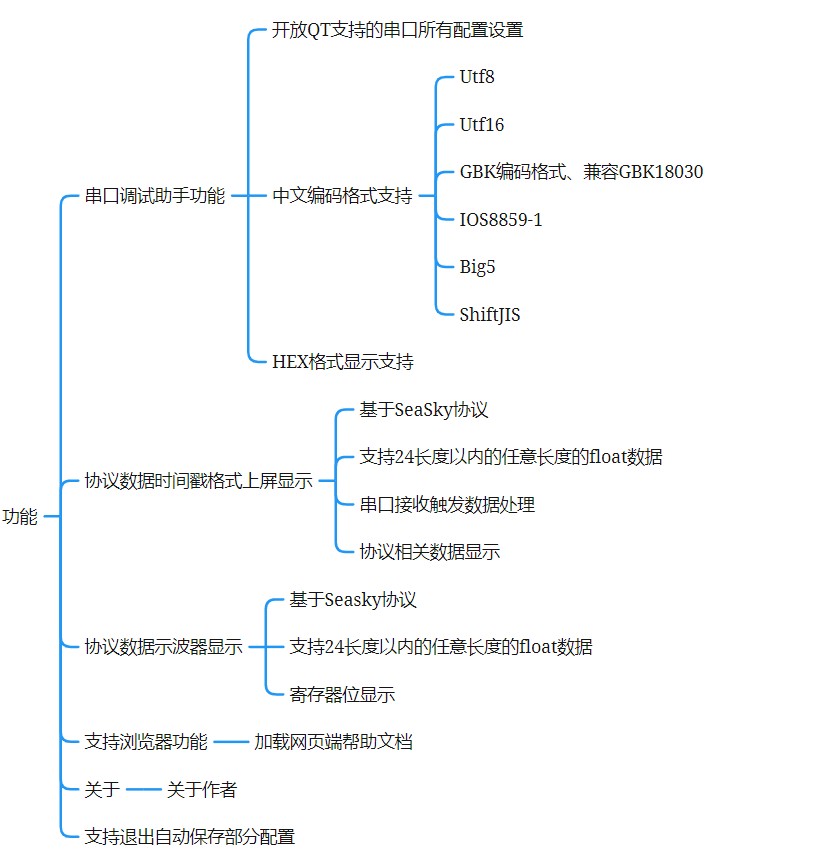 功能
串口调试助手功能
开放QT支持的串口所有配置设置
中文编码格式支持
Utf8
Utf16
GBK编码格式、兼容GBK18030
IOS8859-1
Big5
ShiftJIS
HEX格式显示支持
协议数据时间戳格式上屏显示
基于SeaSky协议
支持24长度以内的任意长度的float数据
串口接收触发数据处理
协议相关数据显示
协议数据示波器显示
基于Seasky协议
支持24长度以内的任意长度的float数据
寄存器位显示
支持浏览器功能
加载网页端帮助文档
关于
关于作者
支持退出自动保存部分配置